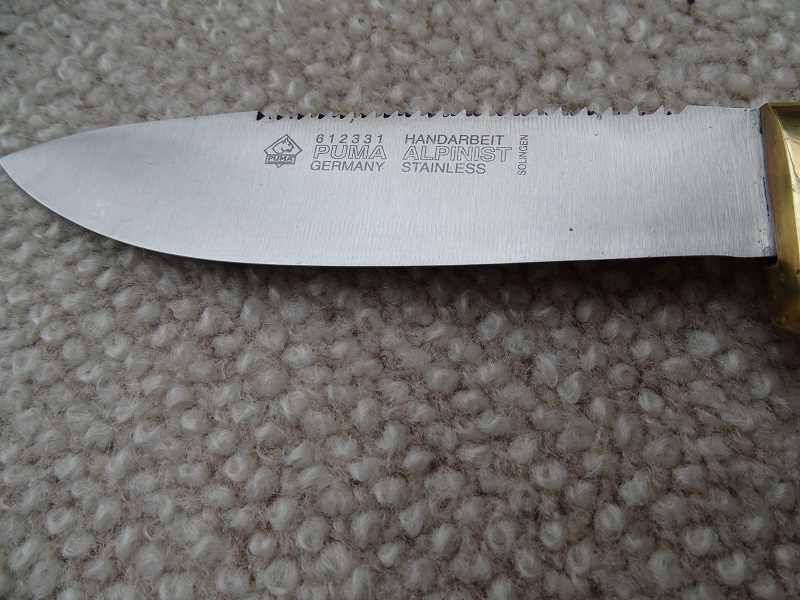 612331 HANDARBEIT
PUMA ALPINIST
GERMANY STAINLESS
SOLINGEN
PUMA